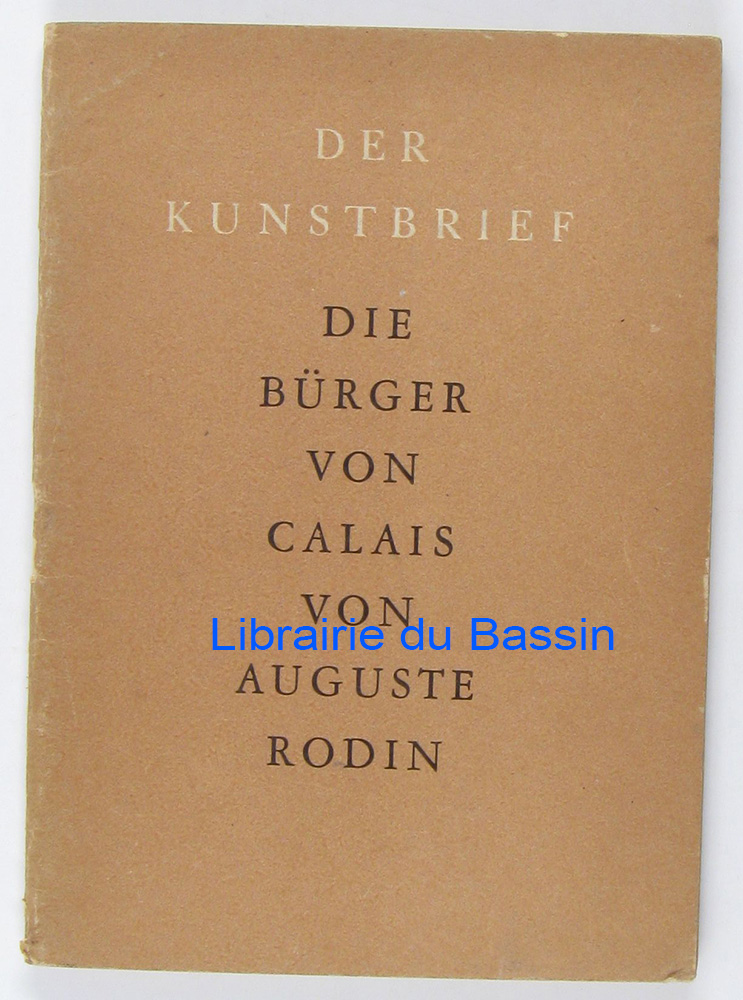 DER
KUNSTBRIEF
DIE
BÜRGER
VON
CALAIS
VON
Librairie du Bassin
AUGUSTE
RODIN